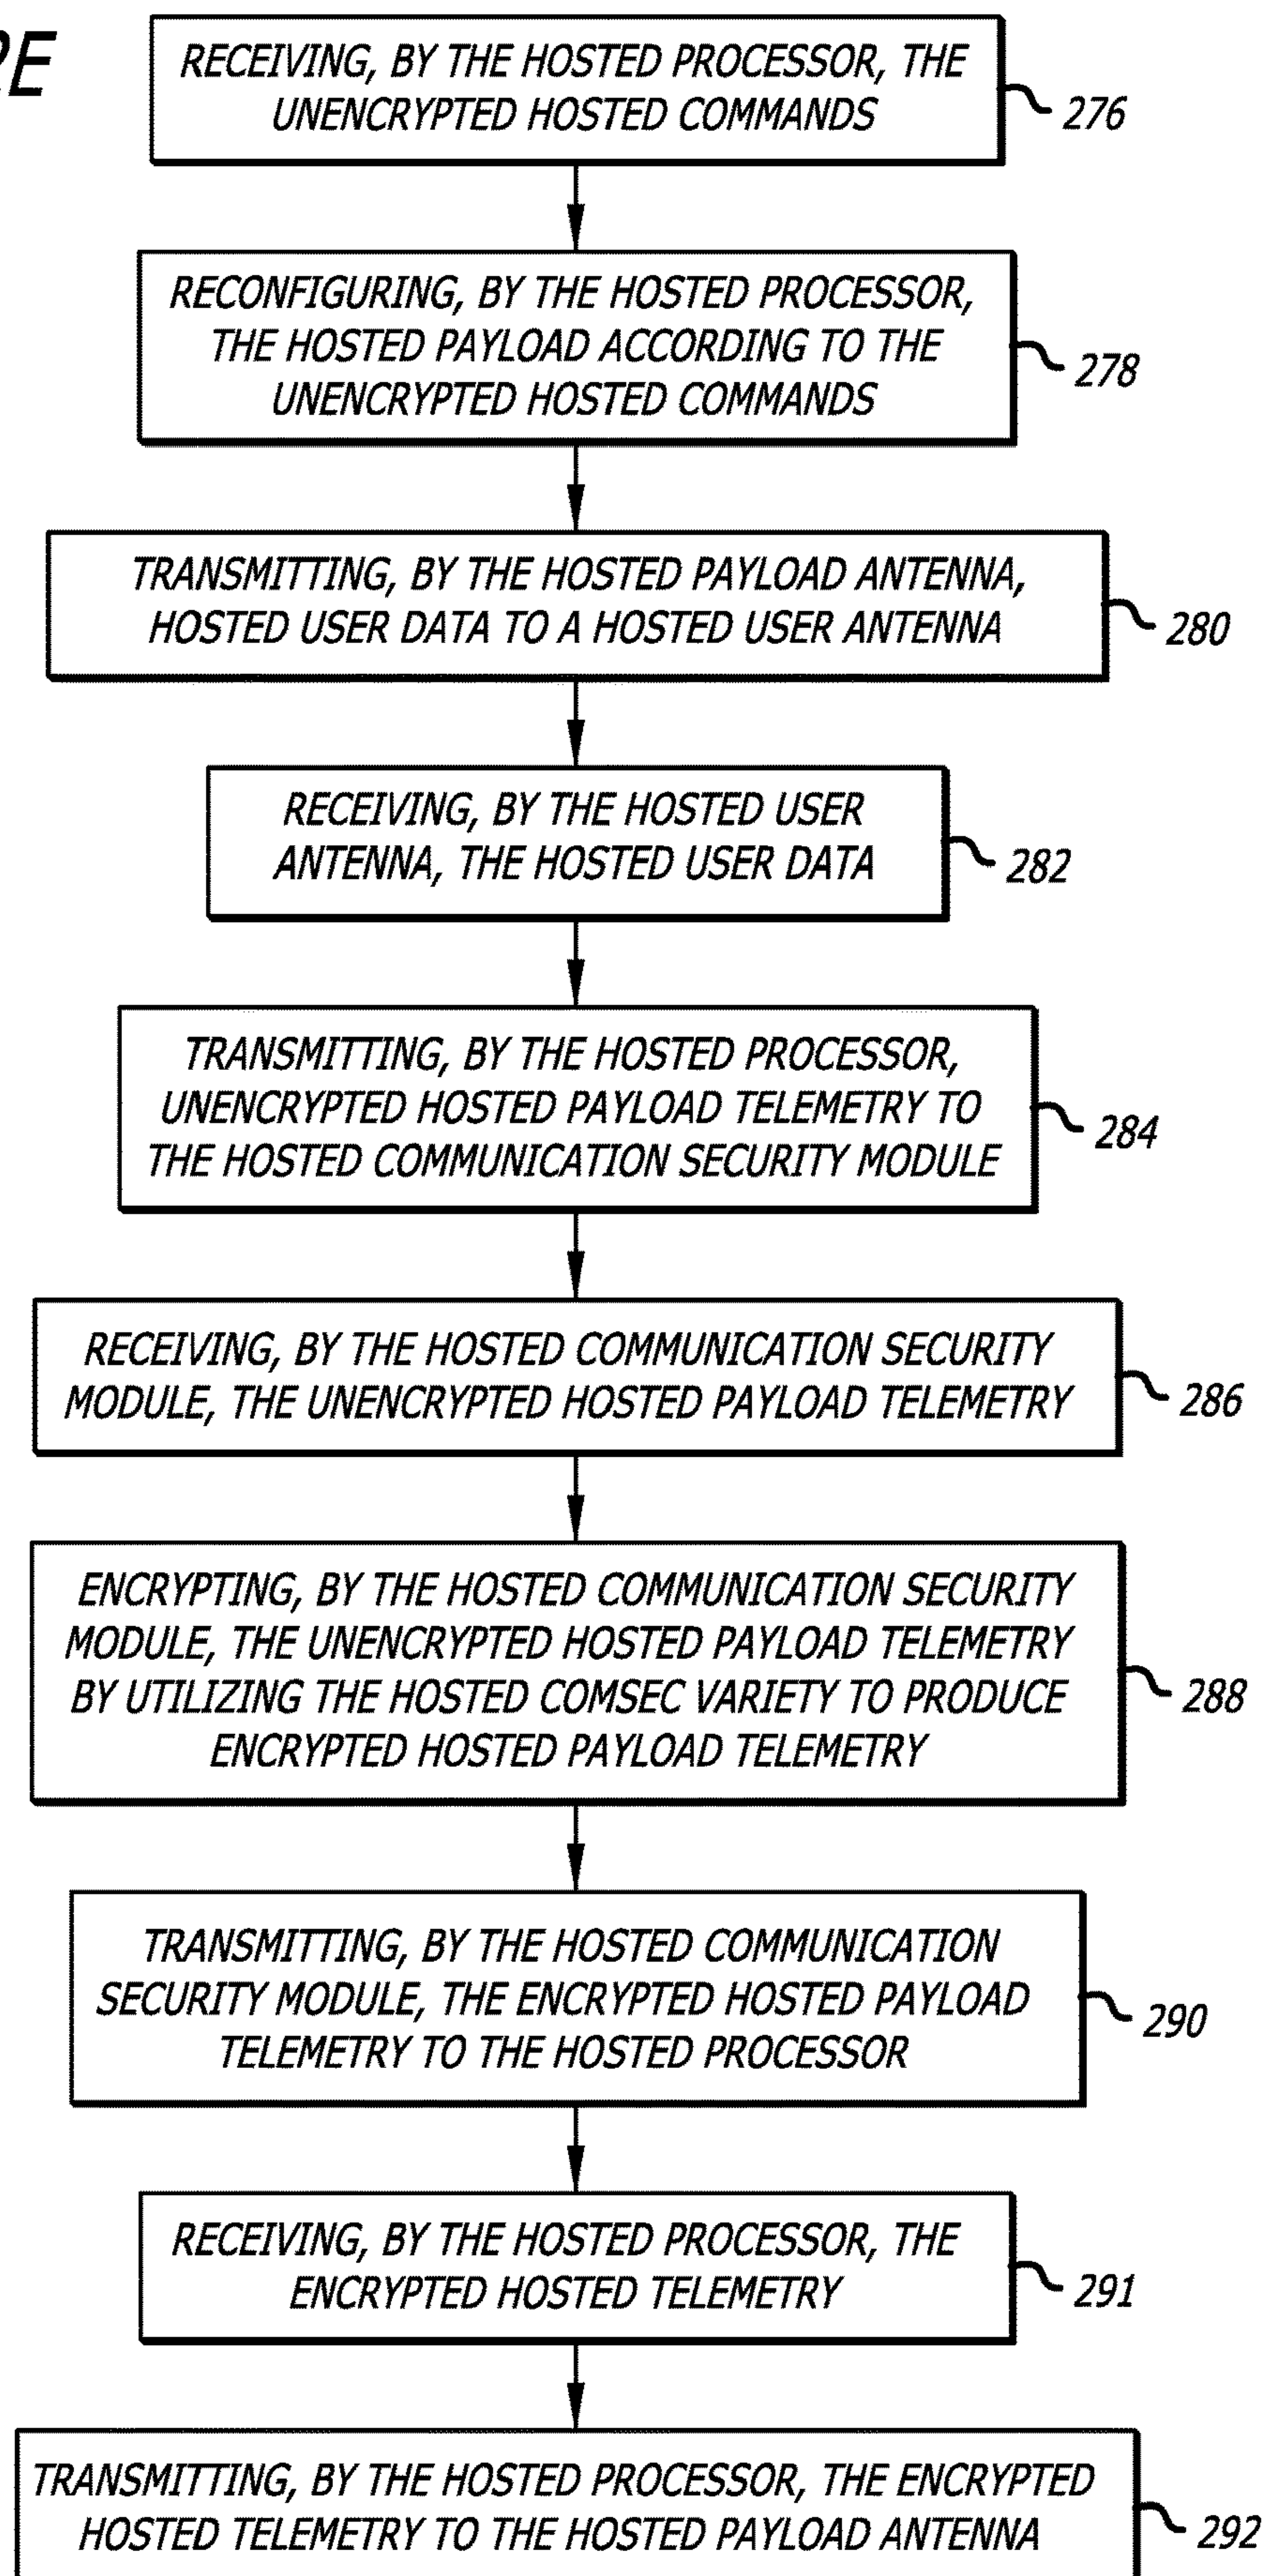 RE
RECEIVING, BY THE HOSTED PROCESSOR, THE
UNENCRYPTED HOSTED COMMANDS
276
RECONFIGURING, BY THE HOSTED PROCESSOR,
THE HOSTED PAYLOAD ACCORDING TO THE
UNENCRYPTED HOSTED COMMANDS
278
TRANSMITTING, BY THE HOSTED PAYLOAD ANTENNA,
HOSTED USER DATA TO A HOSTED USER ANTENNA
280
RECEIVING, BY THE HOSTED USER
ANTENNA, THE HOSTED USER DATA
282
TRANSMITTING, BY THE HOSTED PROCESSOR,
UNENCRYPTED HOSTED PAYLOAD TELEMETRY TO
THE HOSTED COMMUNICATION SECURITY MODULE
284
RECEIVING, BY THE HOSTED COMMUNICATION SECURITY
MODULE, THE UNENCRYPTED HOSTED PAYLOAD TELEMETRY
286
ENCRYPTING, BY THE HOSTED COMMUNICATION SECURITY
MODULE, THE UNENCRYPTED HOSTED PAYLOAD TELEMETRY
BY UTILIZING THE HOSTED COMSEC VARIETY TO PRODUCE
ENCRYPTED HOSTED PAYLOAD TELEMETRY
288
TRANSMITTING, BY THE HOSTED COMMUNICATION
SECURITY MODULE, THE ENCRYPTED HOSTED PAYLOAD
TELEMETRY TO THE HOSTED PROCESSOR
290
RECEIVING, BY THE HOSTED PROCESSOR, THE
ENCRYPTED HOSTED TELEMETRY
291
TRANSMITTING, BY THE HOSTED PROCESSOR, THE ENCRYPTED
HOSTED TELEMETRY TO THE HOSTED PAYLOAD ANTENNA
292